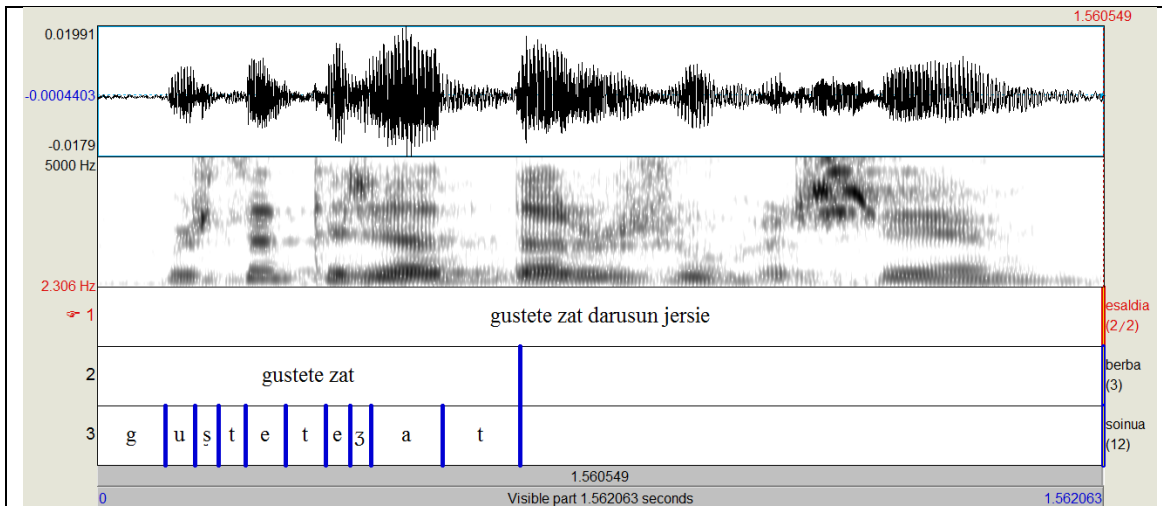 1.560549
0.01991
-0.0004403
-0.0179
5000 Hz
2.306 Hz
☞ 1 gustete zat darusun jersie esaldia (2/2)
2 gustete zat berba (3)
3 g u s̺ t e t e ʒ a t soinua (12)
1.560549
0 Visible part 1.562063 seconds 1.562063